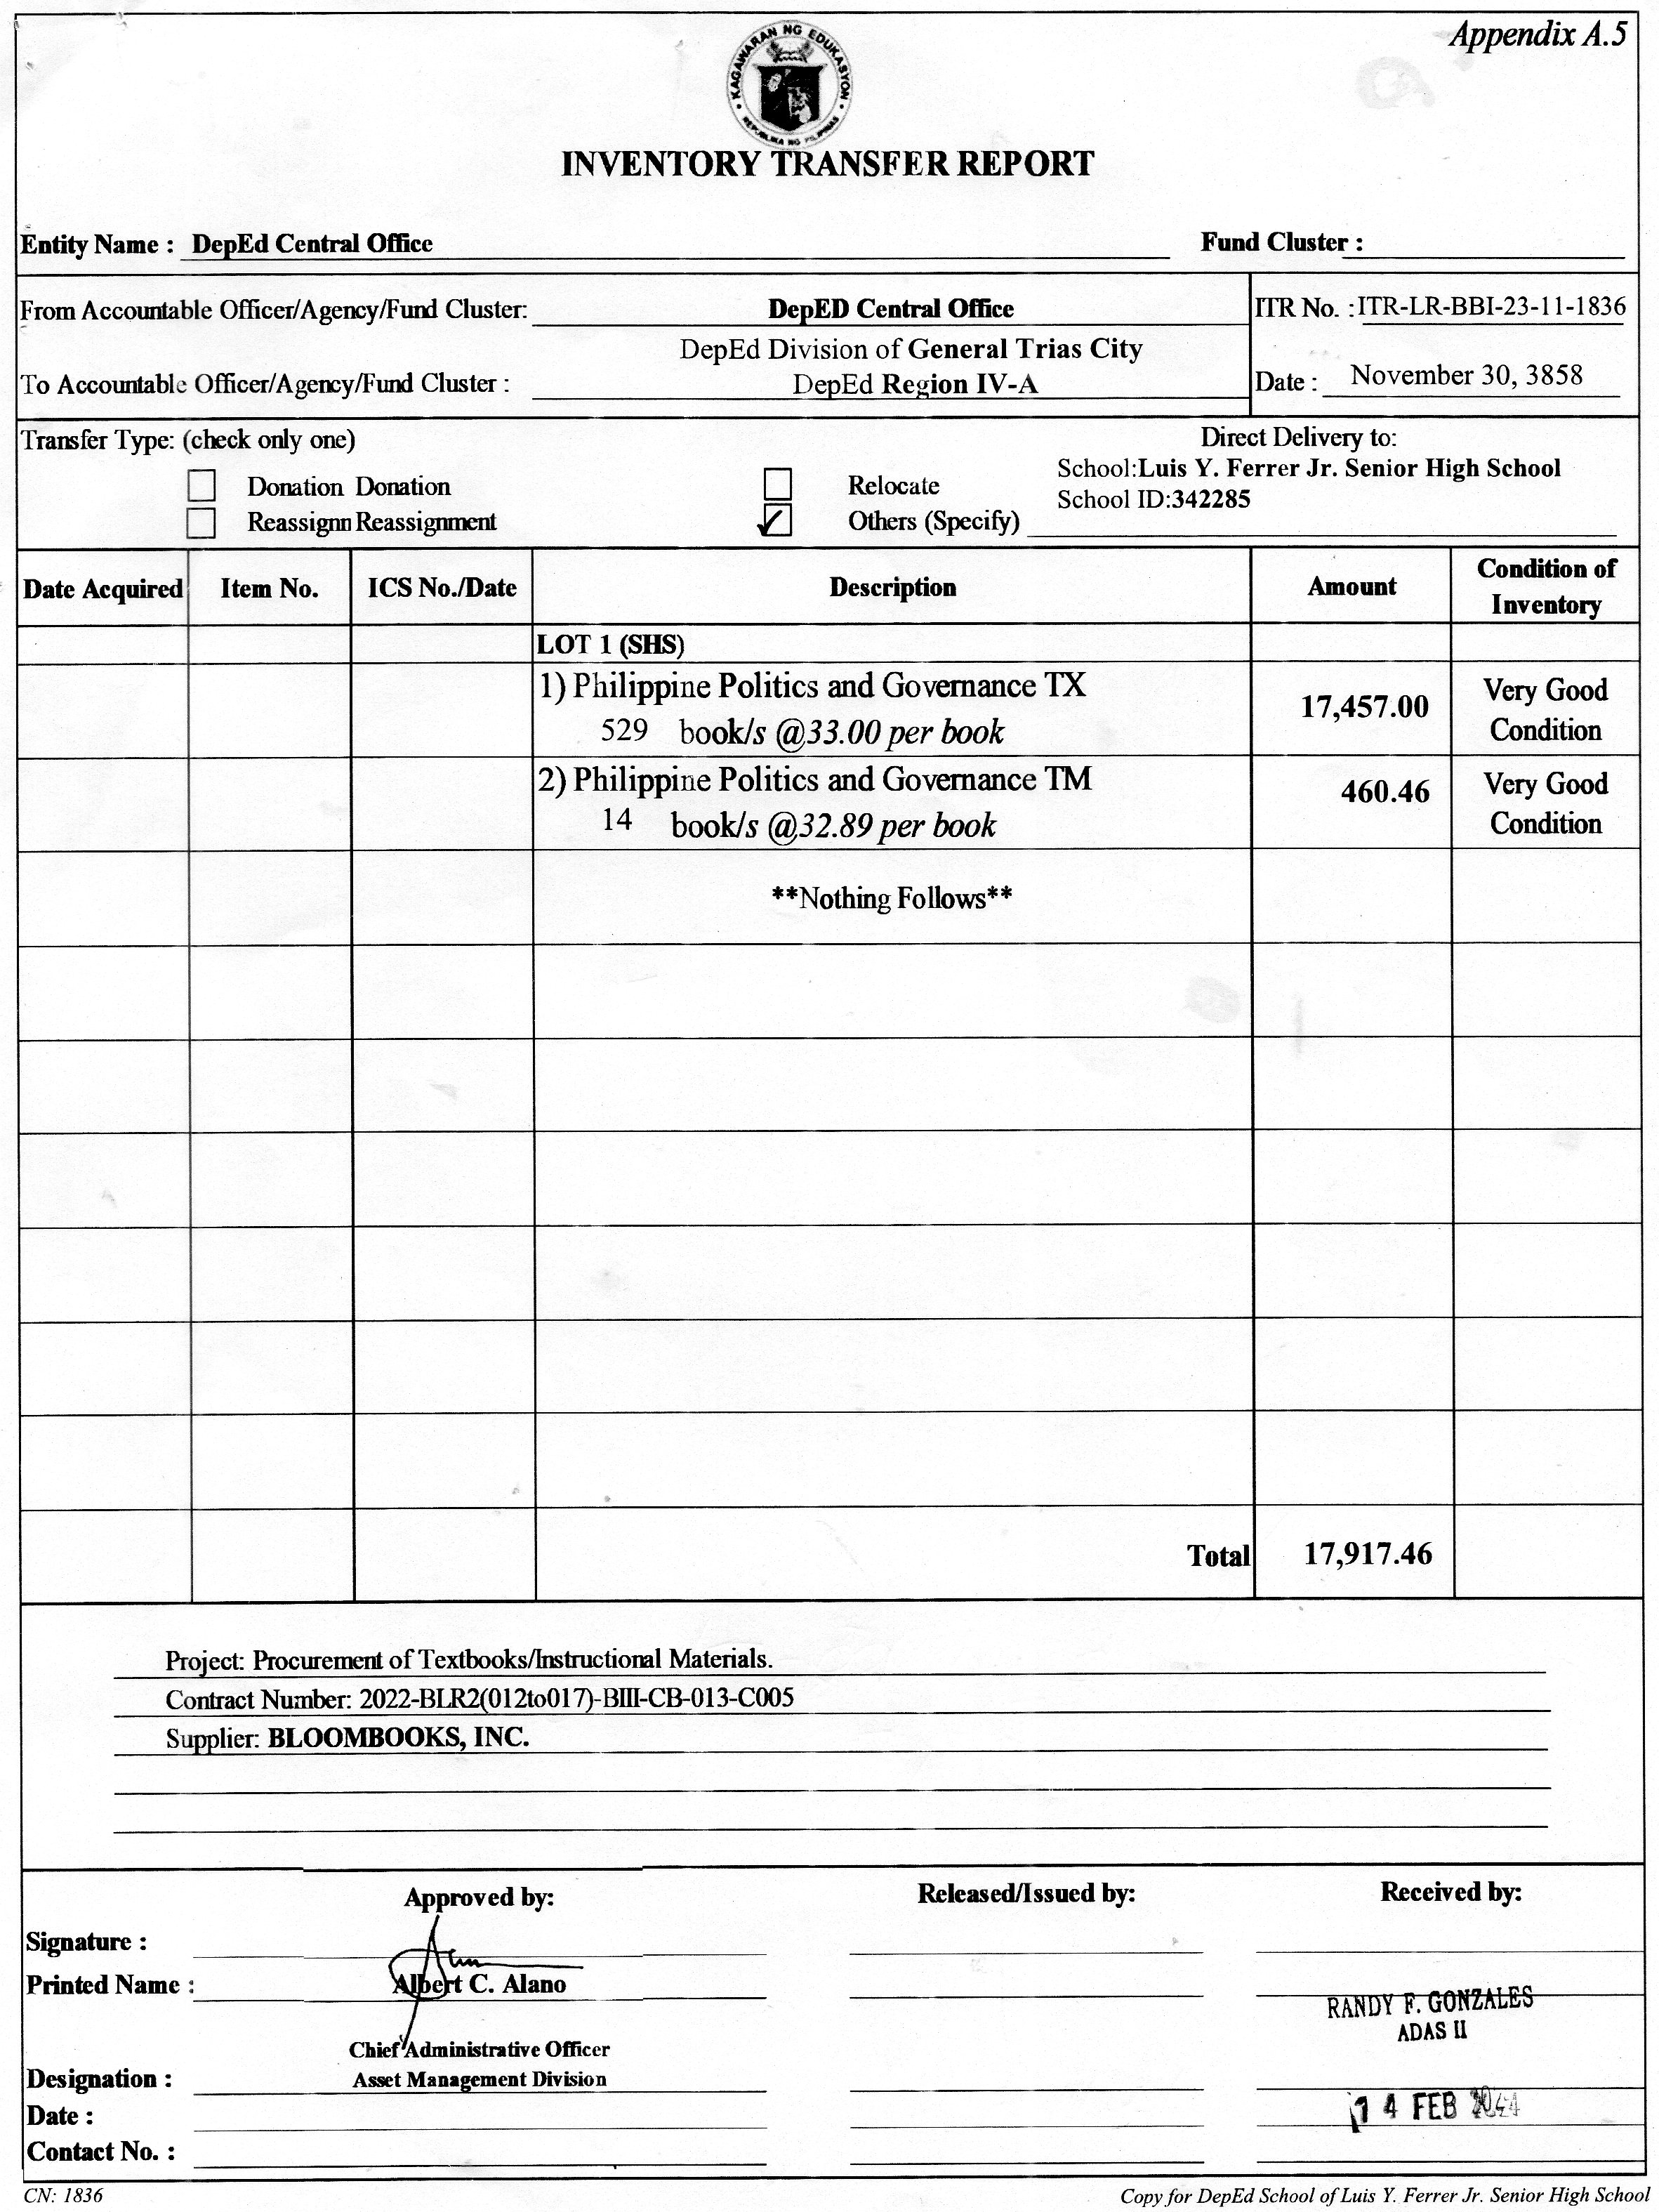 Appendix A.5
KAGAWARAN NG EDUKASYON
REPUBLIKA NG PILIPINAS
INVENTORY TRANSFER REPORT
Entity Name : DepEd Central Office Fund Cluster :
From Accountable Officer/Agency/Fund Cluster: DepED Central Office ITR No. :ITR-LR-BBI-23-11-1836
DepEd Division of General Trias City
To Accountable Officer/Agency/Fund Cluster : DepEd Region IV-A Date : November 30, 3858
Transfer Type: (check only one) Direct Delivery to:
School:Luis Y. Ferrer Jr. Senior High School
Donation Donation Relocate School ID:342285
Reassignn Reassignment Others (Specify)
Date Acquired Item No. ICS No./Date Description Amount Condition of Inventory
LOT 1 (SHS)
1) Philippine Politics and Governance TX 17,457.00 Very Good
529 book/s @33.00 per book Condition
2) Philippine Politics and Governance TM 460.46 Very Good
14 book/s @32.89 per book Condition
**Nothing Follows**
Total 17,917.46
Project: Procurement of Textbooks/Instructional Materials.
Contract Number: 2022-BLR2(012to017)-BIII-CB-013-C005
Supplier: BLOOMBOOKS, INC.
Approved by: Released/Issued by: Received by:
Signature :
Printed Name : Albert C. Alano RANDY F. GONZALES
ADAS II
Chief Administrative Officer
Designation : Asset Management Division
Date : 14 FEB
Contact No. :
CN: 1836 Copy for DepEd School of Luis Y. Ferrer Jr. Senior High School